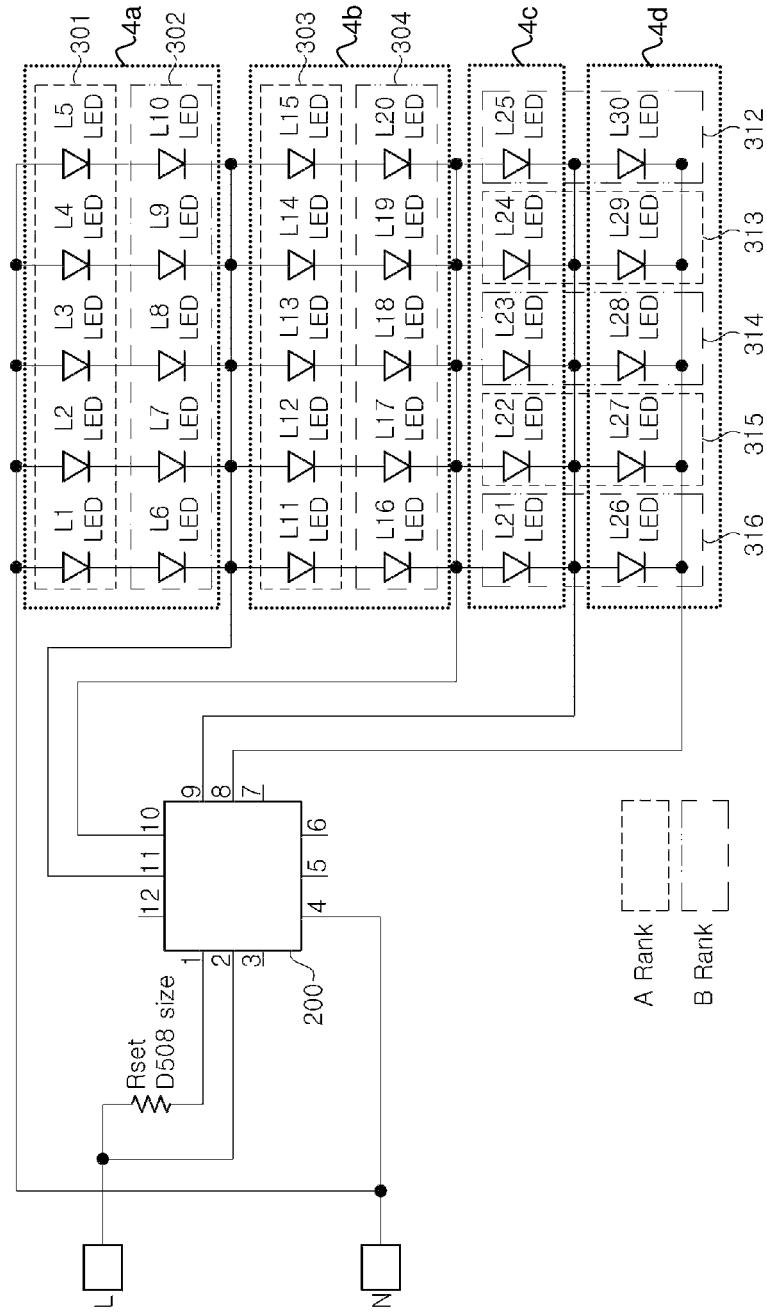 L5
LED
L4
LED
L3
LED
L2
LED
L1
LED
301
4a
L10
LED
L9
LED
L8
LED
L7
LED
L6
LED
302
L15
LED
L14
LED
L13
LED
L12
LED
L11
LED
303
4b
L20
LED
L19
LED
L18
LED
L17
LED
L16
LED
304
L25
LED
L24
LED
L23
LED
L22
LED
L21
LED
4c
L30
LED
L29
LED
L28
LED
L27
LED
L26
LED
4d
312
313
314
315
316
1
2
3
4
5
6
7
8
9
10
11
12
200
Rset
D508 size
L
N
A Rank
B Rank